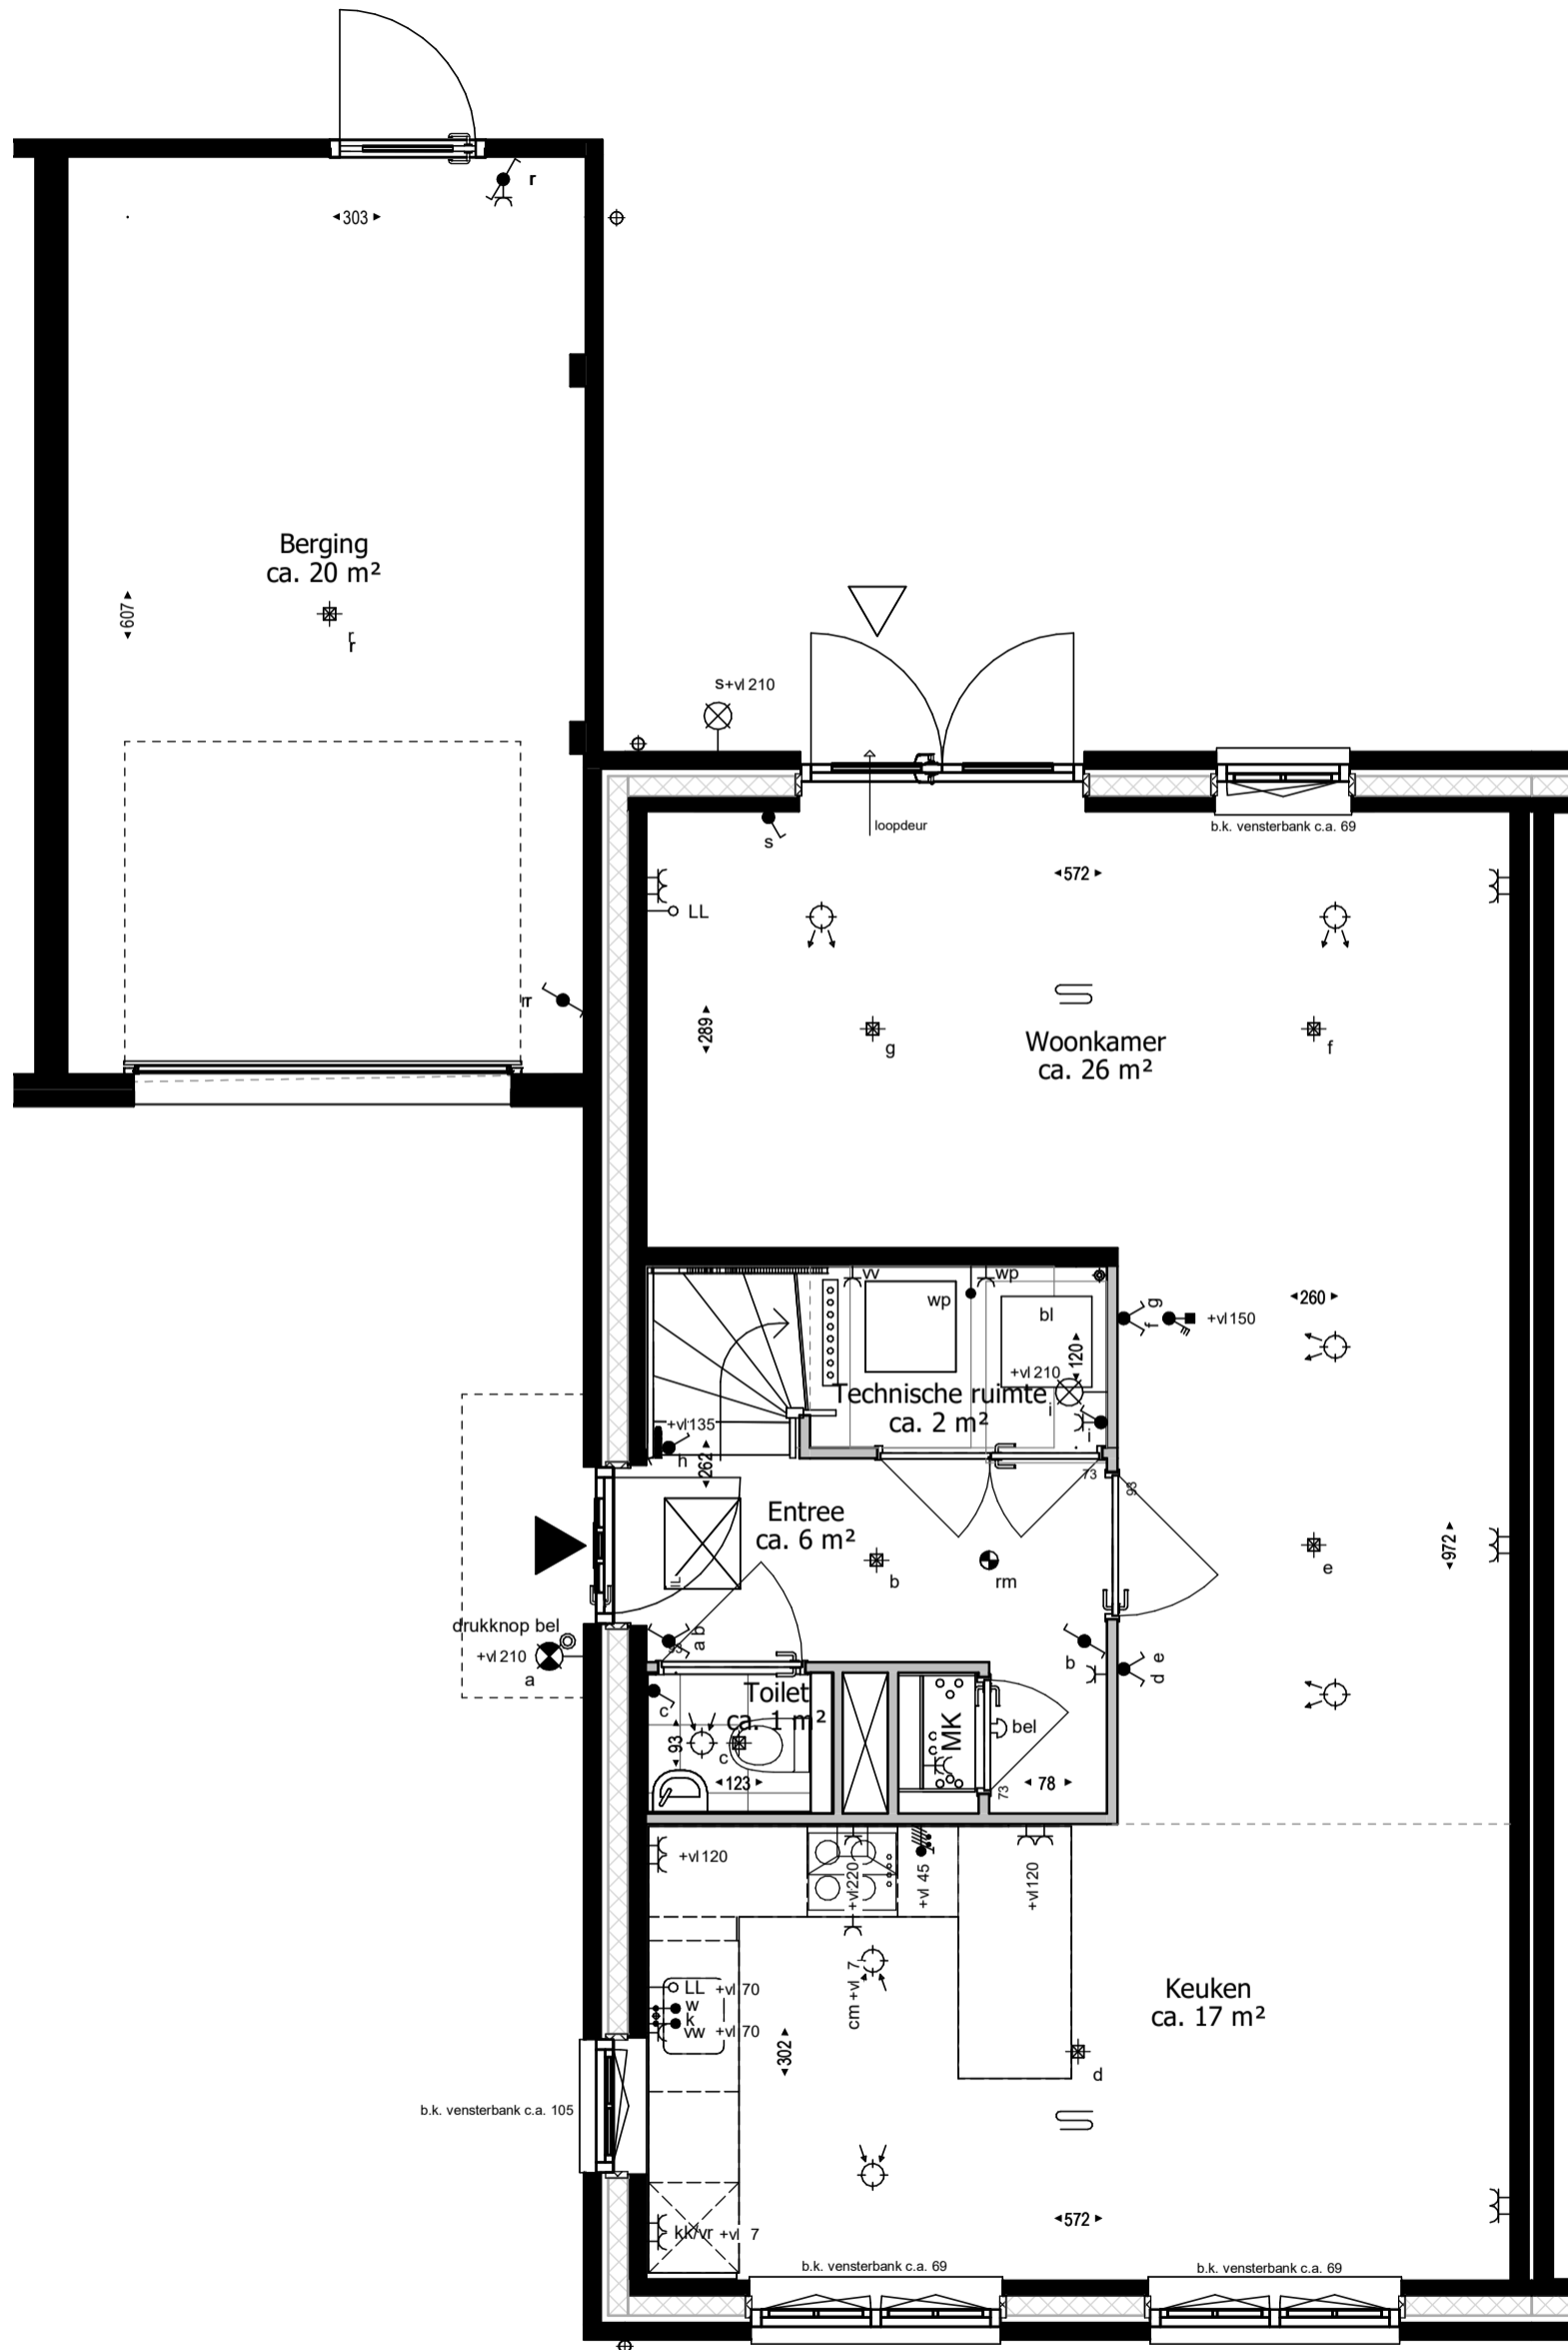 r
303
Berging
ca. 20 m²
607
r
r
s+vl 210
loopdeur
b.k. vensterbank c.a. 69
s
572
LL
rr
289
g
Woonkamer
ca. 26 m²
f
vv
wp
wp
bl
260
f g
+vl 150
120
+vl 210
Technische ruimte
ca. 2 m²
i
i
+vl 135
h
262
73
93
Entree
ca. 6 m²
972
b
rm
e
drukknop bel
+vl 210
a
93
a b
b
d e
Toilet
ca. 1 m²
c
c
93
123
MK
bel
73
78
+vl 120
+vl 220
+vl 45
+vl 120
cm +vl 7
LL +vl 70
w
k
vw +vl 70
Keuken
ca. 17 m²
302
d
b.k. vensterbank c.a. 105
kk/vr +vl 7
572
b.k. vensterbank c.a. 69
b.k. vensterbank c.a. 69